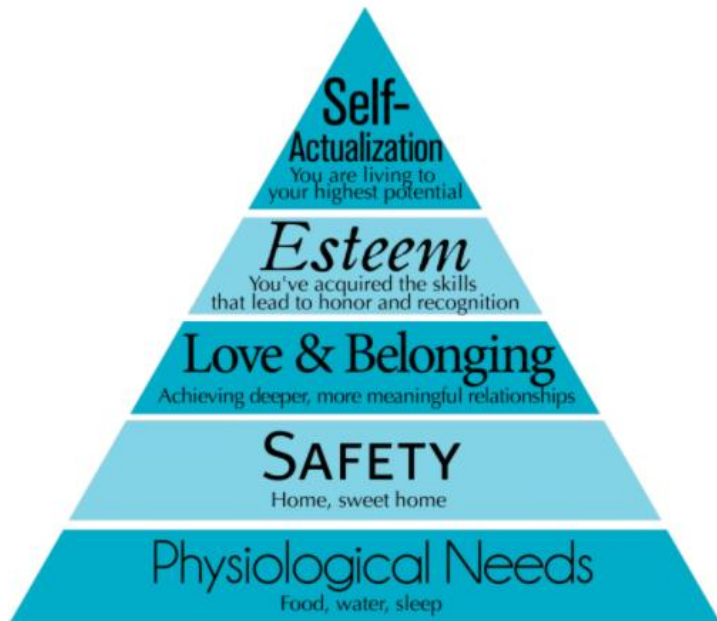 Self-
Actualization
You are living to
your highest potential
Esteem
You've acquired the skills
that lead to honor and recognition
Love & Belonging
Achieving deeper, more meaningful relationships
SAFETY
Home, sweet home
Physiological Needs
Food, water, sleep